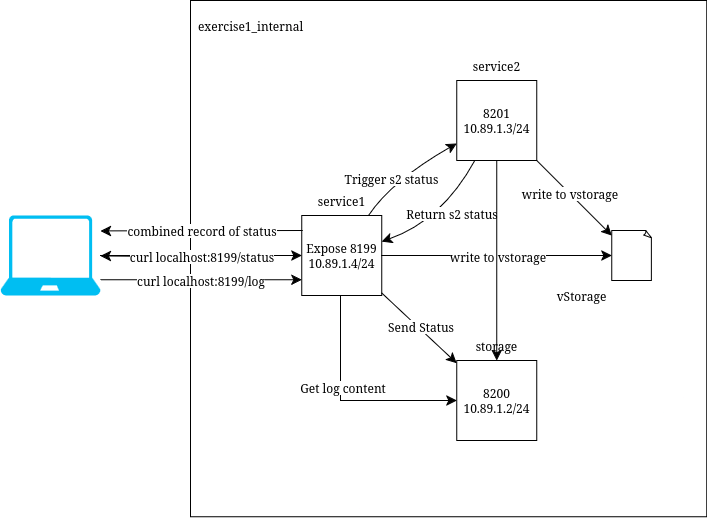 exercise1_internal
service2
8201
10.89.1.3/24
Trigger s2 status
write to vstorage
service1
Return s2 status
combined record of status
Expose 8199
10.89.1.4/24
curl localhost:8199/status
write to vstorage
curl localhost:8199/log
vStorage
Send Status
storage
Get log content
8200
10.89.1.2/24